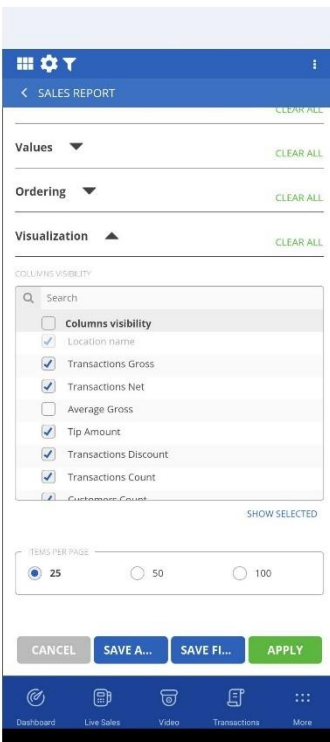 SALES REPORT
CLEAR ALL
Values CLEAR ALL
Ordering CLEAR ALL
Visualization CLEAR ALL
COLUMNS VISIBILITY
Search
Columns visibility
Location name
Transactions Gross
Transactions Net
Average Gross
Tip Amount
Transactions Discount
Transactions Count
Customers Count
SHOW SELECTED
ITEMS PER PAGE
25 50 100
CANCEL SAVE A... SAVE FI... APPLY
Dashboard Live Sales Video Transactions More